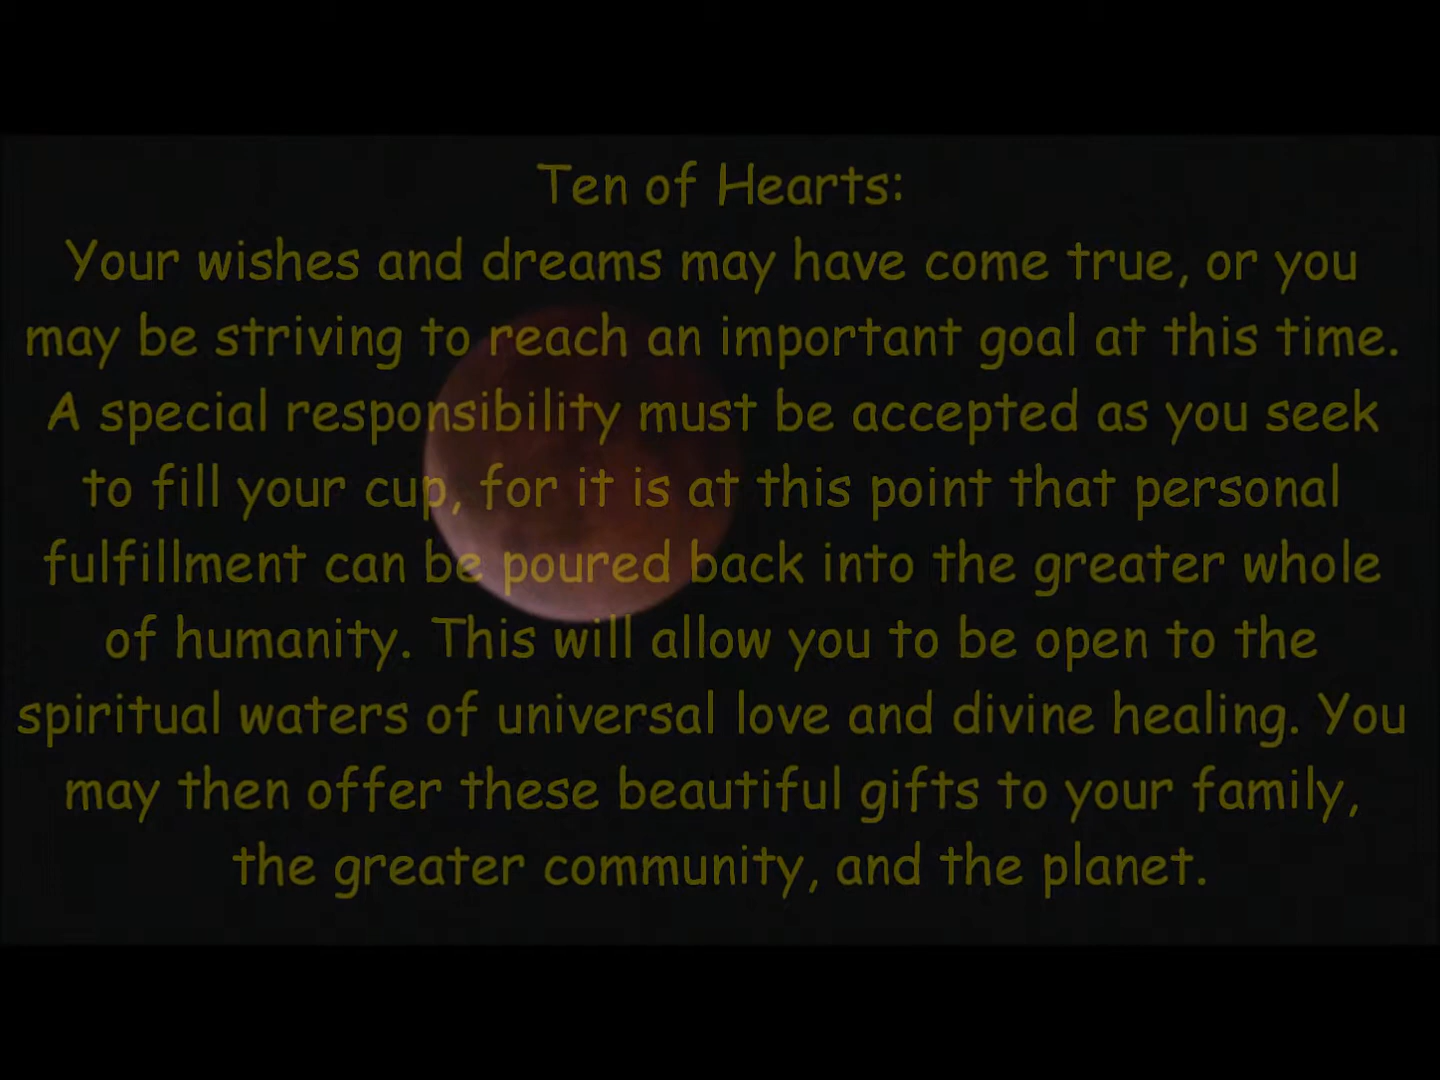 Ten of Hearts:
Your wishes and dreams may have come true, or you
may be striving to reach an important goal at this time.
A special responsibility must be accepted as you seek
to fill your cup, for it is at this point that personal
fulfillment can be poured back into the greater whole
of humanity. This will allow you to be open to the
spiritual waters of universal love and divine healing. You
may then offer these beautiful gifts to your family,
the greater community, and the planet.